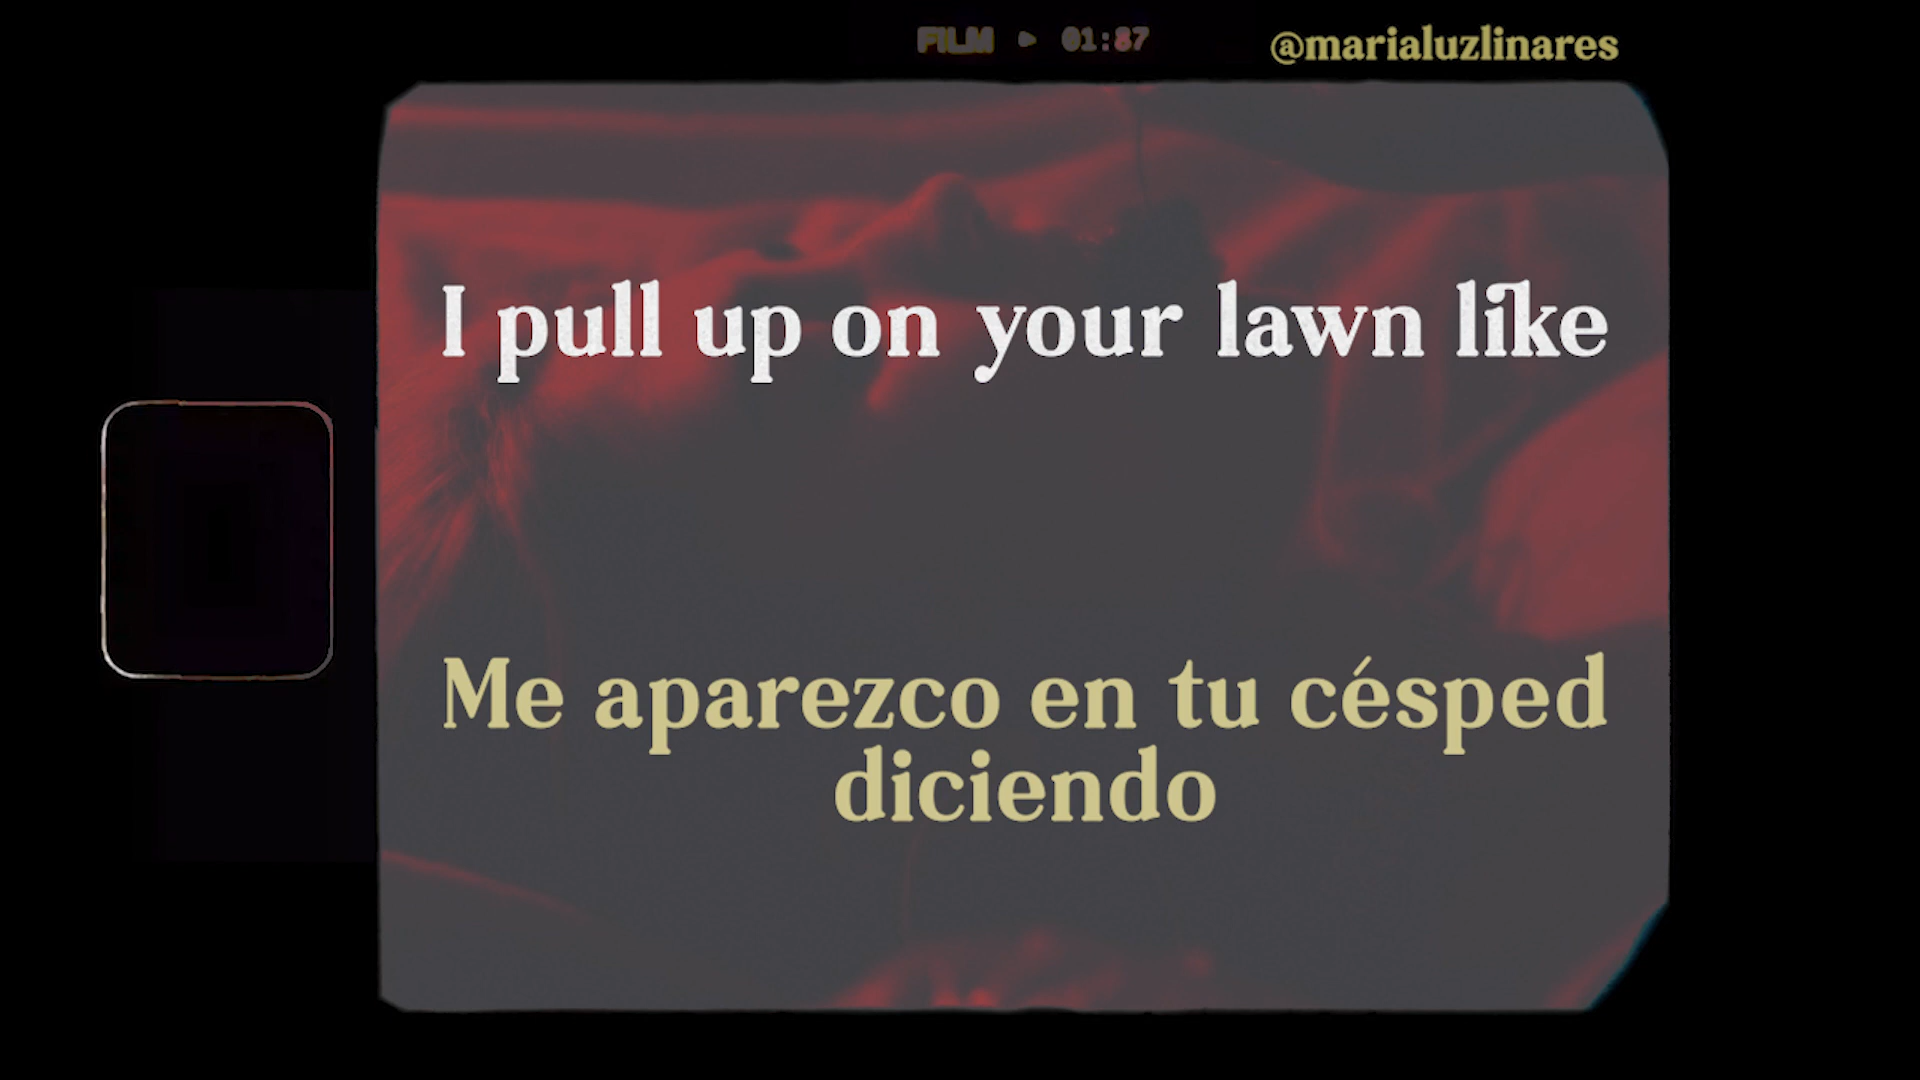 FILM ▶ 01:87
@marialuzlinares
I pull up on your lawn like
Me aparezco en tu césped
diciendo